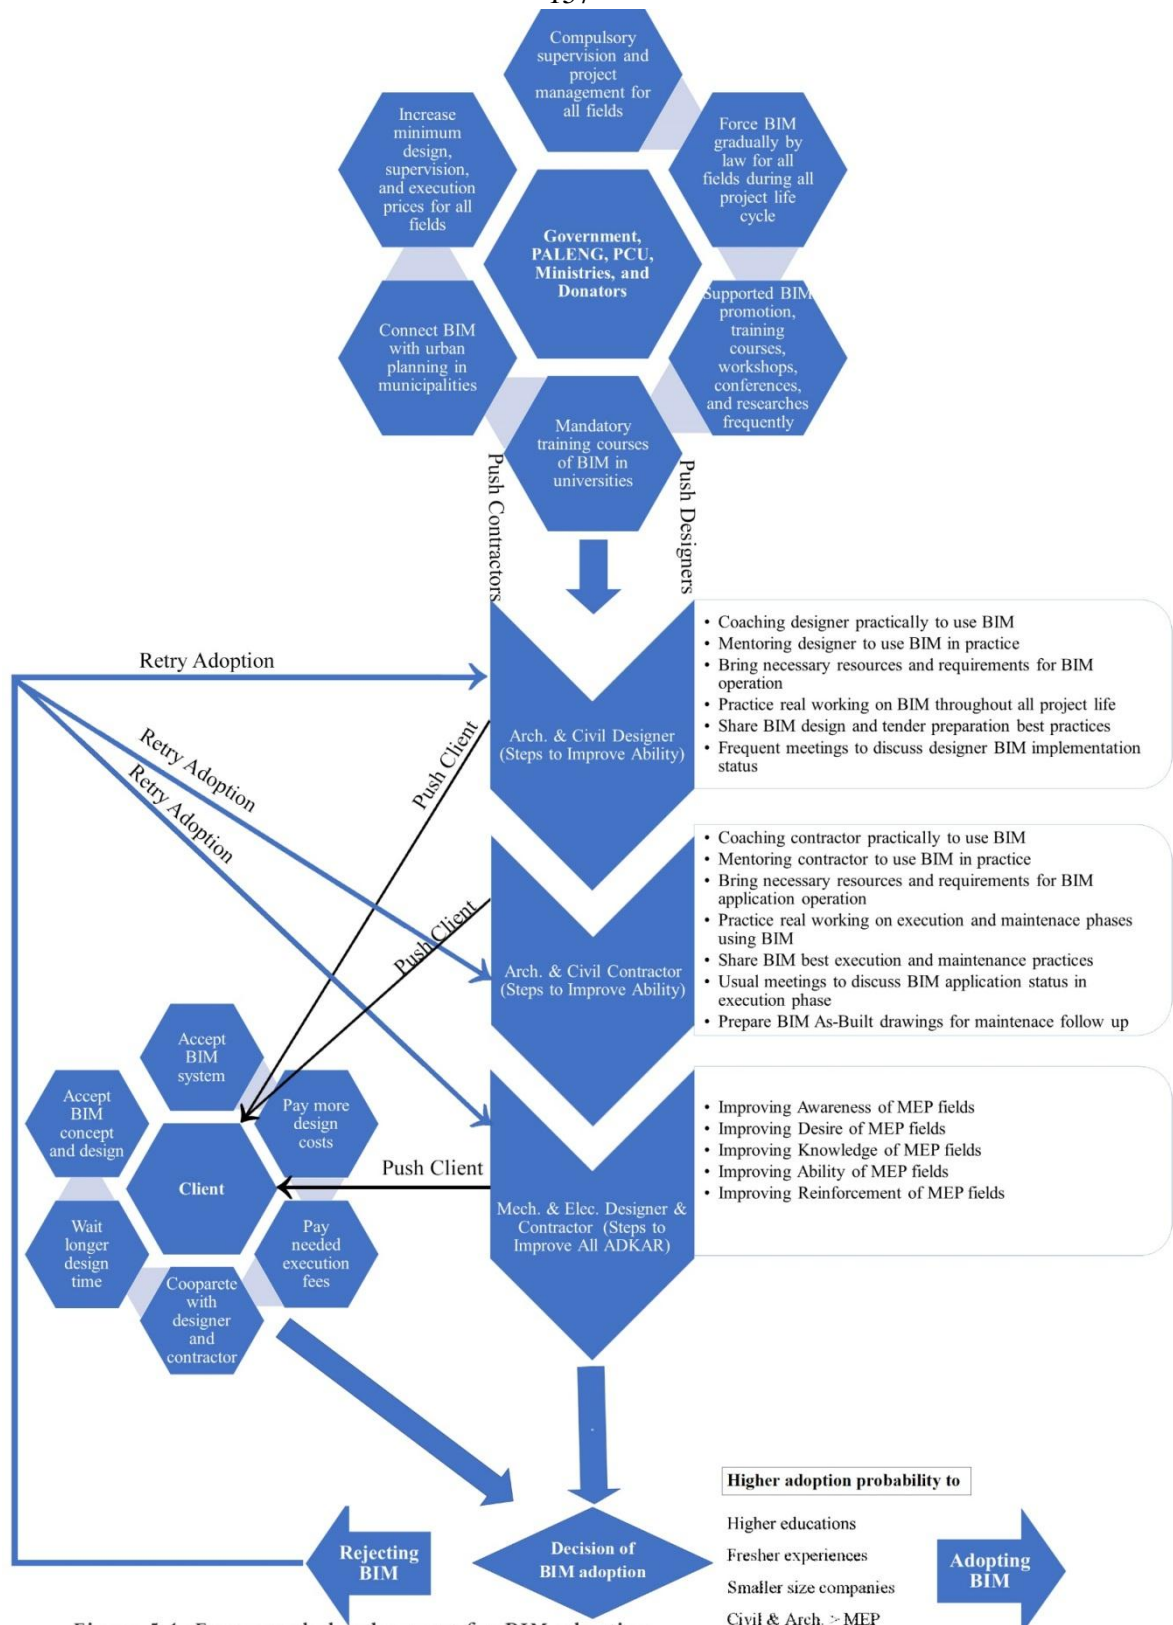 Compulsory
supervision and
project
management for
all fields
Increase
minimum
design,
supervision,
and execution
prices for all
fields
Force BIM
gradually by
law for all
fields during all
project life
cycle
Government,
PALENG, PCU,
Ministries, and
Donators
Connect BIM
with urban
planning in
municipalities
Supported BIM
promotion,
training
courses,
workshops,
conferences,
and researches
frequently
Mandatory
training courses
of BIM in
universities
Push Contractors
Push Designers
Retry Adoption
Retry Adoption
Retry Adoption
Push Client
Push Client
Push Client
Arch. & Civil Designer
(Steps to Improve Ability)
• Coaching designer practically to use BIM
• Mentoring designer to use BIM in practice
• Bring necessary resources and requirements for BIM
operation
• Practice real working on BIM throughout all project life
• Share BIM design and tender preparation best practices
• Frequent meetings to discuss designer BIM implementation
status
Arch. & Civil Contractor
(Steps to Improve Ability)
• Coaching contractor practically to use BIM
• Mentoring contractor to use BIM in practice
• Bring necessary resources and requirements for BIM
application operation
• Practice real working on execution and maintenace phases
using BIM
• Share BIM best execution and maintenance practices
• Usual meetings to discuss BIM application status in
execution phase
• Prepare BIM As-Built drawings for maintenace follow up
Mech. & Elec. Designer &
Contractor (Steps to
Improve All ADKAR)
• Improving Awareness of MEP fields
• Improving Desire of MEP fields
• Improving Knowledge of MEP fields
• Improving Ability of MEP fields
• Improving Reinforcement of MEP fields
Accept
BIM
system
Accept
BIM
concept
and design
Pay more
design
costs
Client
Wait
longer
design
time
Pay
needed
execution
fees
Cooparete
with
designer
and
contractor
Rejecting
BIM
Decision of
BIM adoption
Higher adoption probability to
Higher educations
Fresher experiences
Smaller size companies
Civil & Arch. > MEP
Adopting
BIM